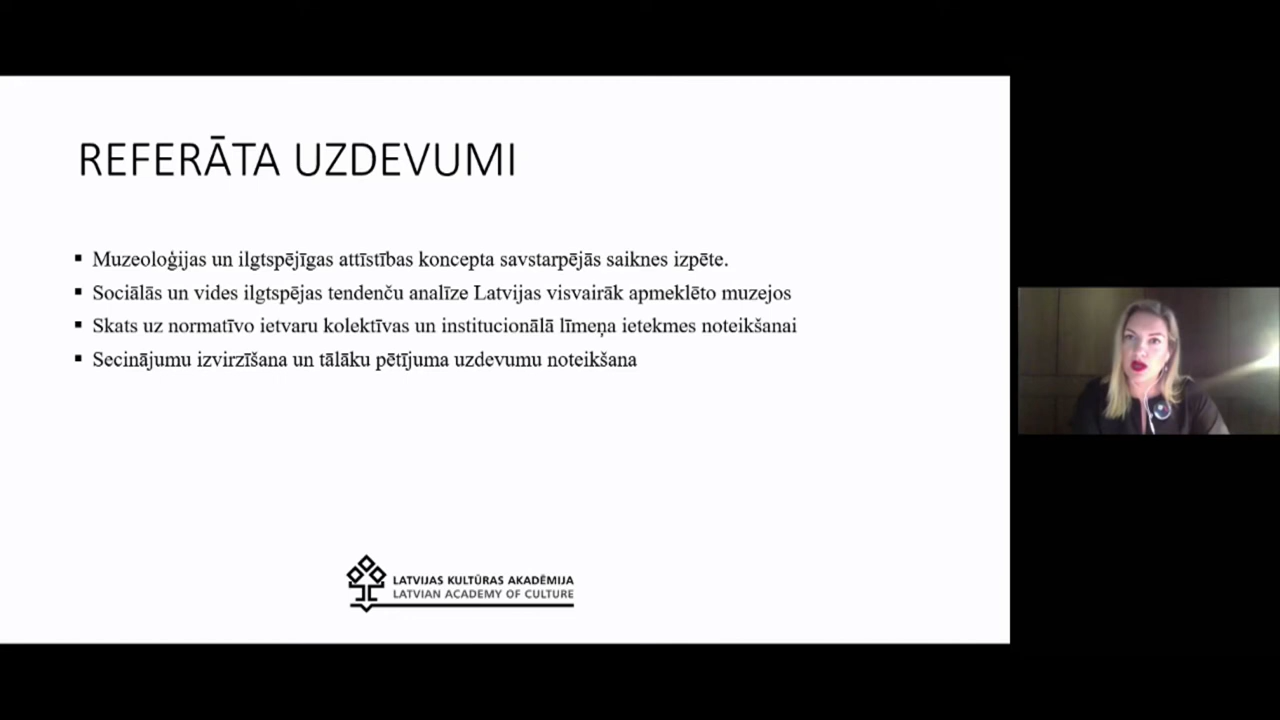 REFERĀTA UZDEVUMI
▪ Muzeoloģijas un ilgtspējīgas attīstības koncepta savstarpējās saiknes izpēte.
▪ Sociālās un vides ilgtspējas tendenču analīze Latvijas visvairāk apmeklēto muzejos
▪ Skats uz normatīvo ietvaru kolektīvas un institucionālā līmeņa ietekmes noteikšanai
▪ Secinājumu izvirzīšana un tālāku pētījuma uzdevumu noteikšana
LATVIJAS KULTŪRAS AKADĒMIJA
LATVIAN ACADEMY OF CULTURE